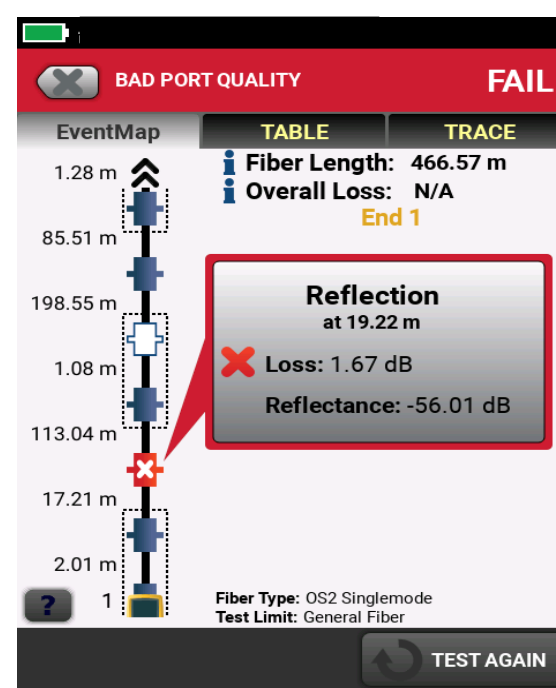 BAD PORT QUALITY
FAIL
EventMap
TABLE
TRACE
i Fiber Length: 466.57 m
i Overall Loss: N/A
End 1
1.28 m
85.51 m
198.55 m
1.08 m
113.04 m
17.21 m
2.01 m
1
Reflection
at 19.22 m
Loss: 1.67 dB
Reflectance: -56.01 dB
Fiber Type: OS2 Singlemode
Test Limit: General Fiber
?
TEST AGAIN